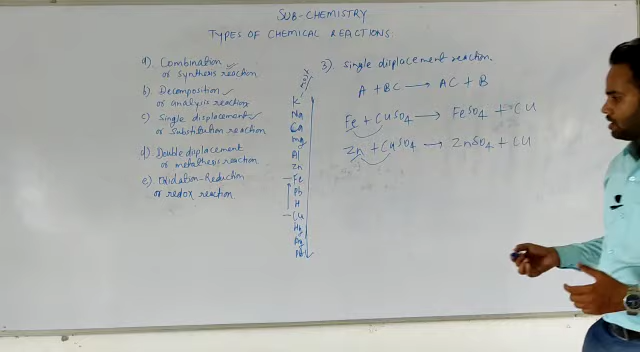 SUB-CHEMISTRY
TYPES OF CHEMICAL REACTIONS:
a). Combination ✓
or synthesis reaction
b). Decomposition ✓
or analysis reaction
c). Single displacement ✓
or Substitution reaction
d). Double displacement
or metathesis reaction
e). Oxidation-Reduction
or redox reaction
K
Na
Ca
Mg
Al
Zn
Fe
Pb
H
Cu
Hg
Ag
3) single displacement reaction.
A + BC → AC + B
Fe + CuSO4 → FeSO4 + CU
Zn + CuSO4 → ZnSO4 + CU